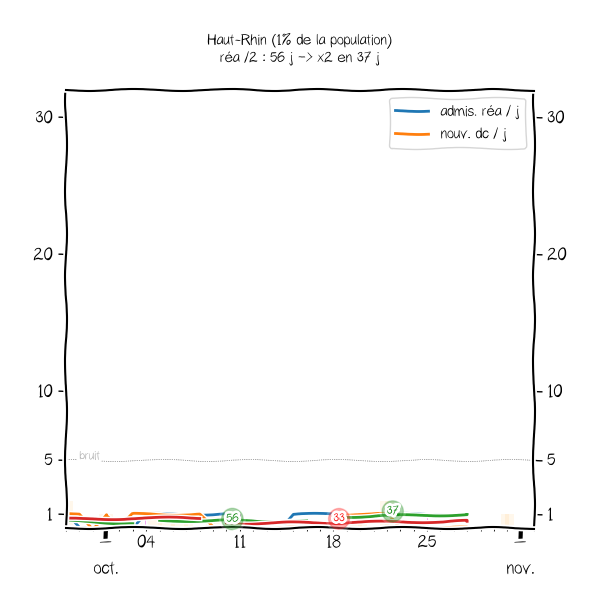 Haut-Rhin (1% de la population)
réa /2 : 56 j -> x2 en 37 j
admis. réa / j
nouv. dc / j
30 30
20 20
10 10
5 bruit 5
1 56 33 37 1
04 11 18 25
oct. nov.